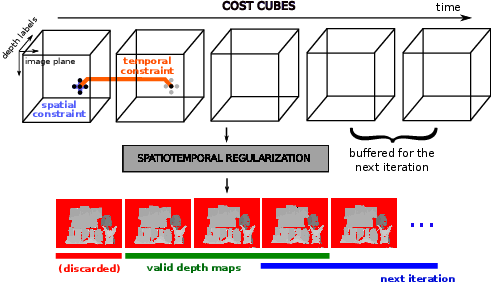 COST CUBES
time
depth labels
image plane
temporal
constraint
spatial
constraint
buffered for the
next iteration
SPATIOTEMPORAL REGULARIZATION
...
(discarded)
valid depth maps
next iteration